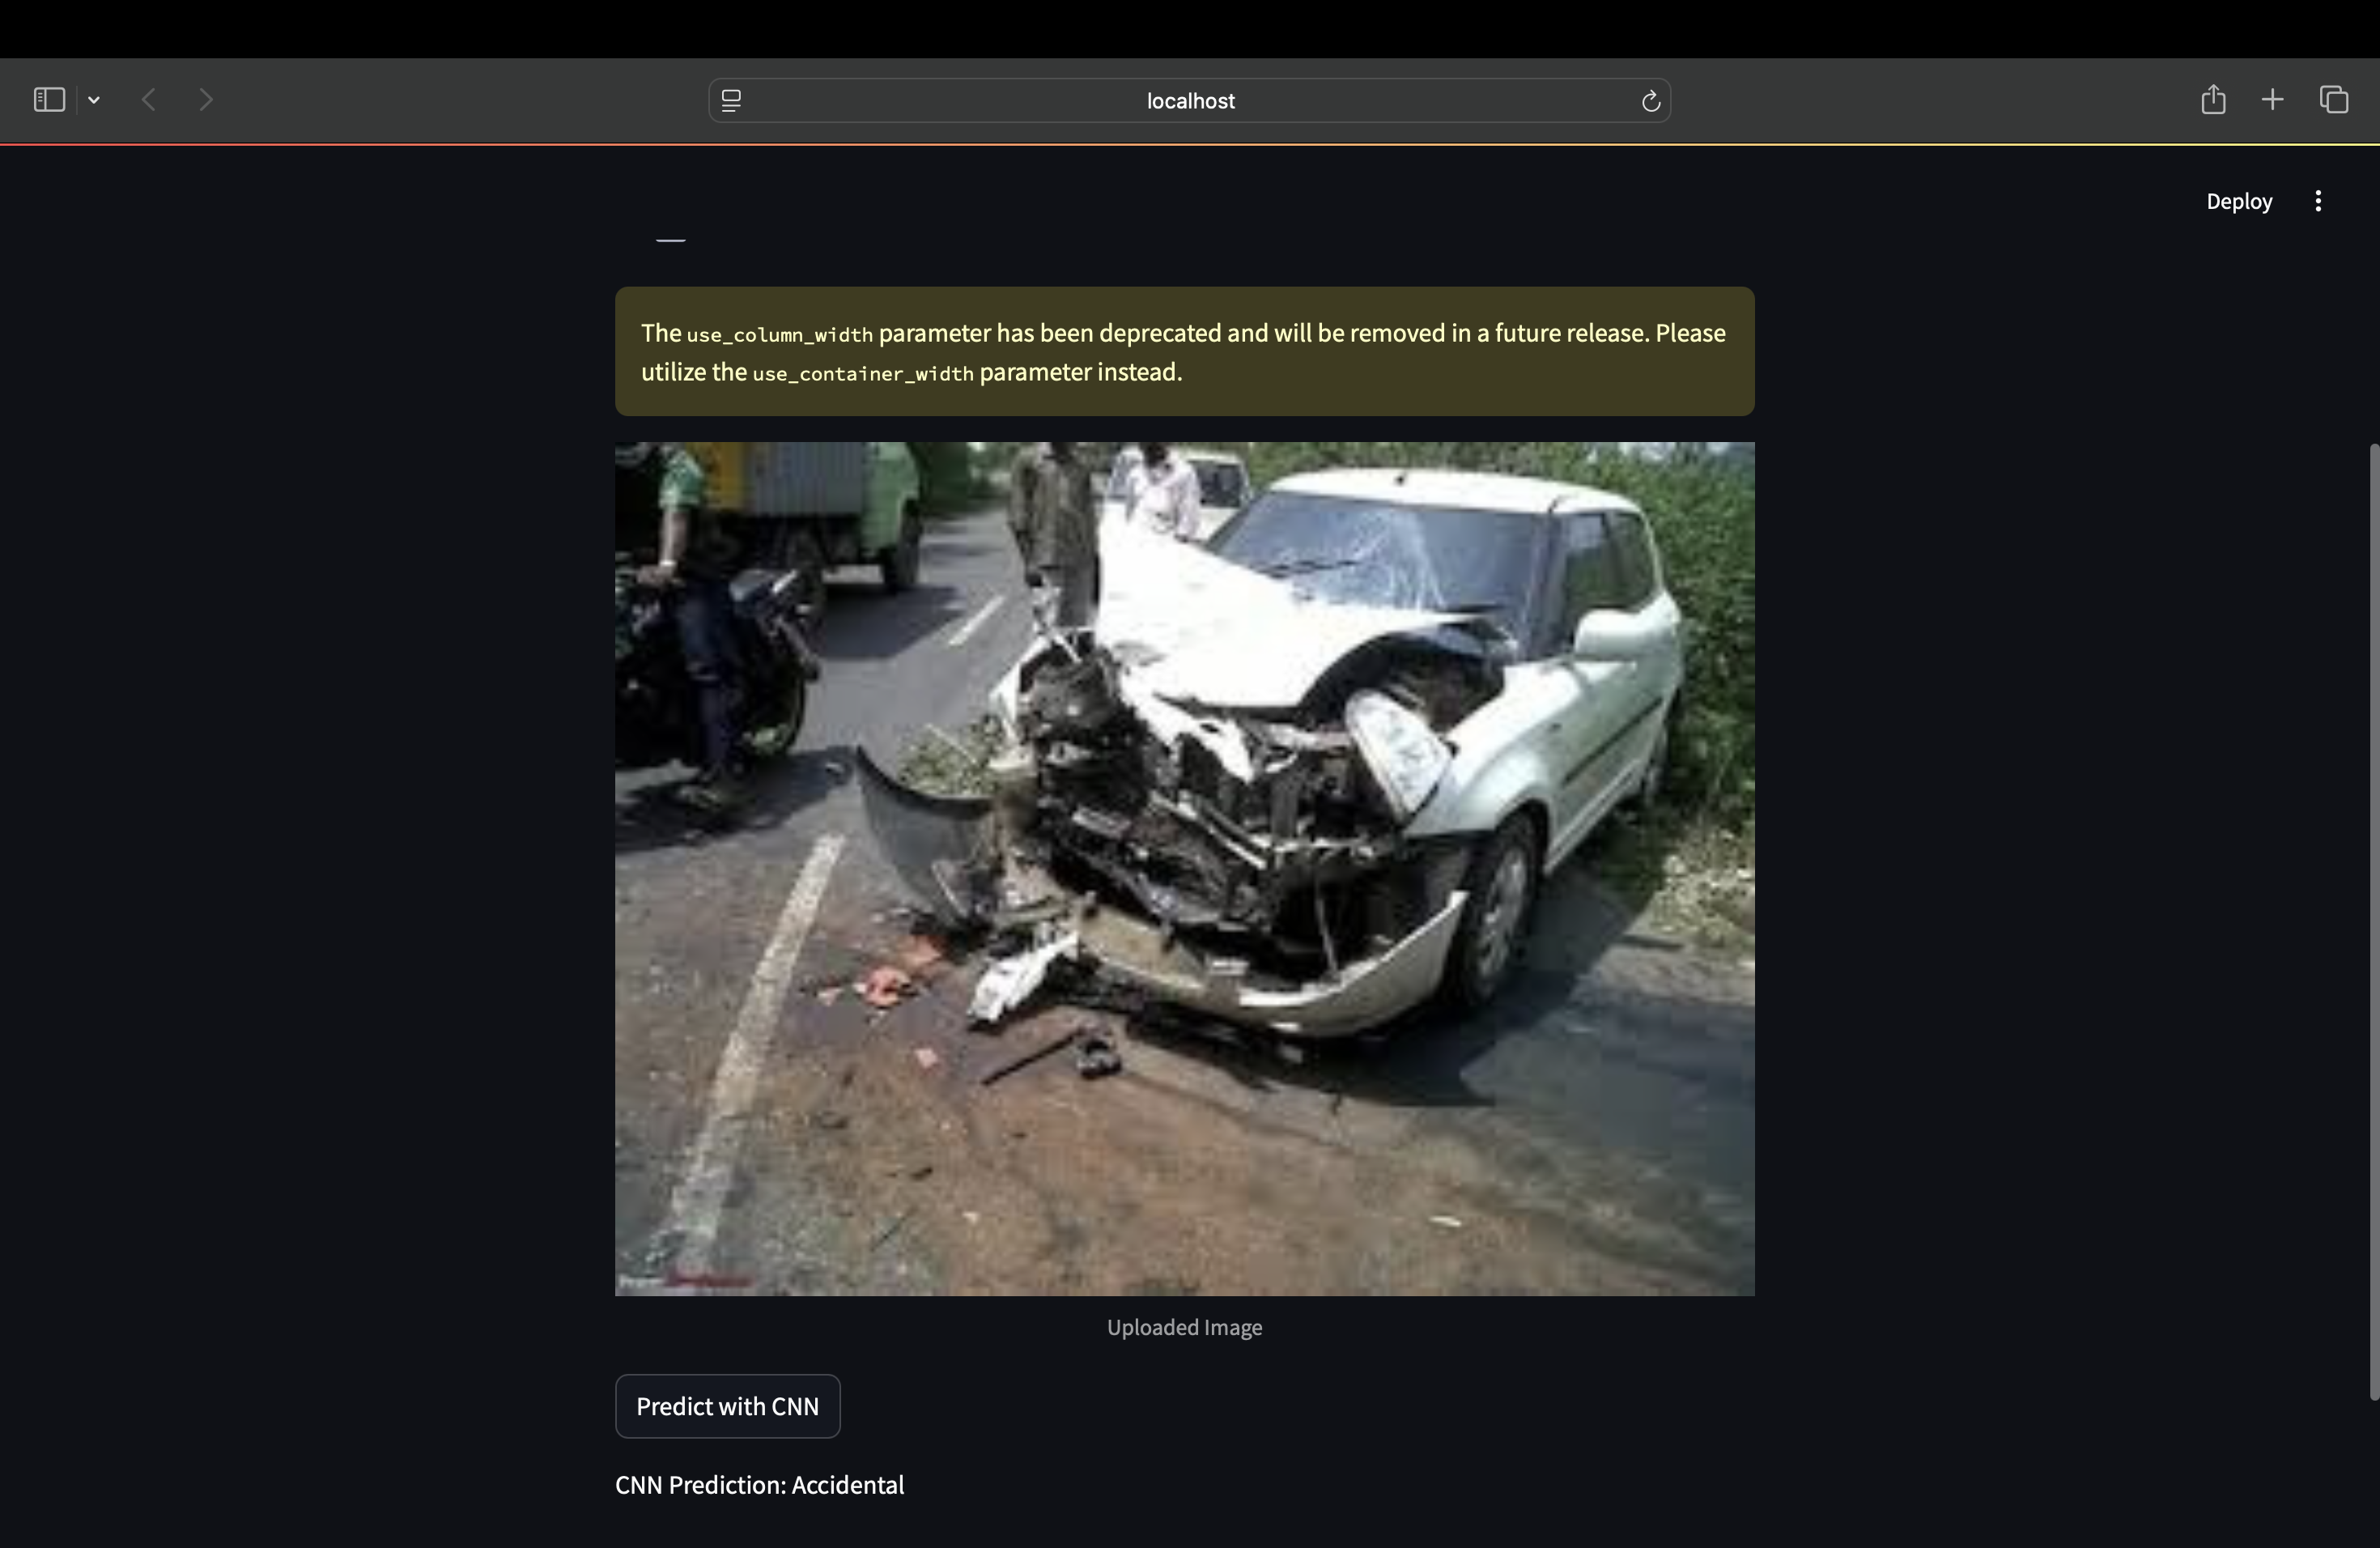 localhost
Deploy
The use_column_width parameter has been deprecated and will be removed in a future release. Please
utilize the use_container_width parameter instead.
Uploaded Image
Predict with CNN
CNN Prediction: Accidental